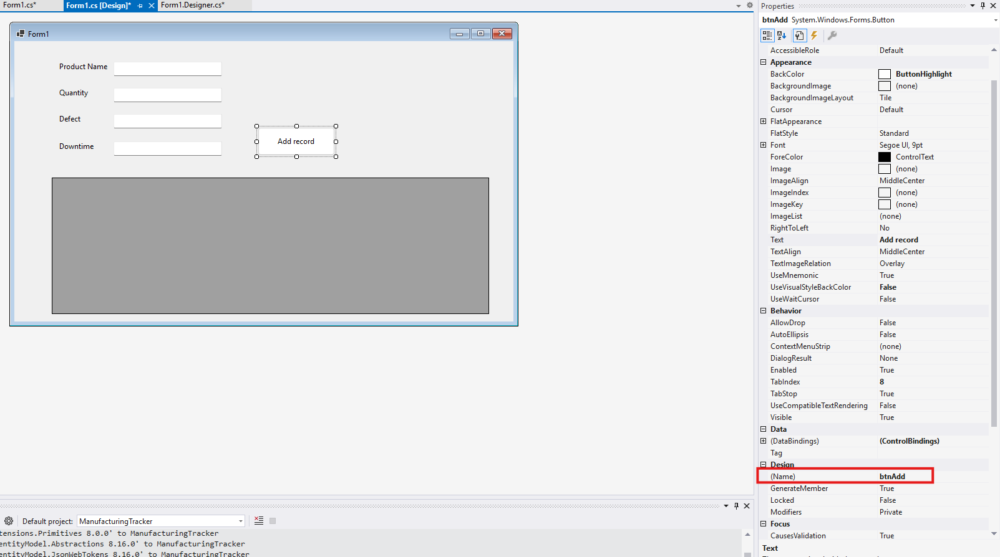 Form1.cs*
Form1.cs [Design]*
Form1.Designer.cs*
Form1
Product Name
Quantity
Defect
Downtime
Add record
Default project: ManufacturingTracker
tensions.Primitives 8.0.0' to ManufacturingTracker
entityModel.Abstractions 8.16.0' to ManufacturingTracker
entityModel.JsonWebTokens 8.16.0' to ManufacturingTracker
Properties
btnAdd System.Windows.Forms.Button
AccessibleRole Default
Appearance
BackColor ButtonHighlight
BackgroundImage (none)
BackgroundImageLayout Tile
Cursor Default
FlatAppearance
FlatStyle Standard
Font Segoe UI, 9pt
ForeColor ControlText
Image (none)
ImageAlign MiddleCenter
ImageIndex (none)
ImageKey (none)
ImageList (none)
RightToLeft No
Text Add record
TextAlign MiddleCenter
TextImageRelation Overlay
UseMnemonic True
UseVisualStyleBackColor False
UseWaitCursor False
Behavior
AllowDrop False
AutoEllipsis False
ContextMenuStrip (none)
DialogResult None
Enabled True
TabIndex 8
TabStop True
UseCompatibleTextRendering False
Visible True
Data
(DataBindings) (ControlBindings)
Tag
Design
(Name) btnAdd
GenerateMember True
Locked False
Modifiers Private
Focus
CausesValidation True
Text